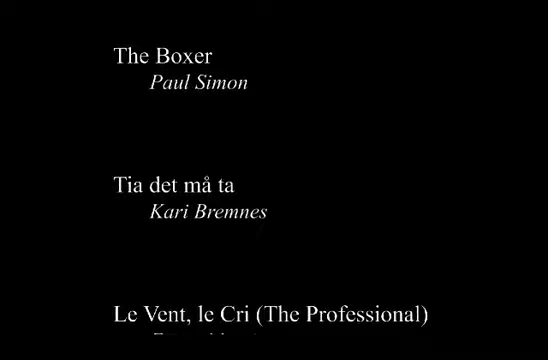 The Boxer
Paul Simon
Tia det må ta
Kari Bremnes
Le Vent, le Cri (The Professional)